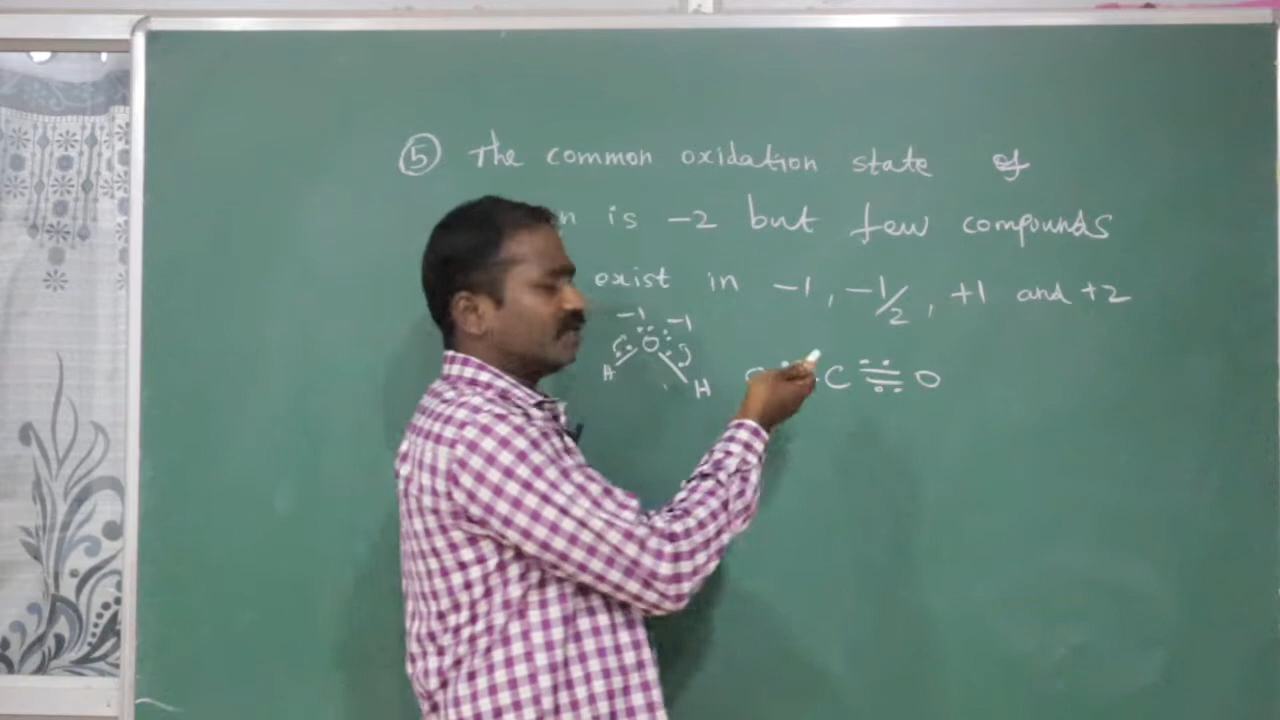 ⑤ The common oxidation state of
n is -2 but few compounds
exist in -1, -1/2, +1 and +2
-1 -1
O C O
H H